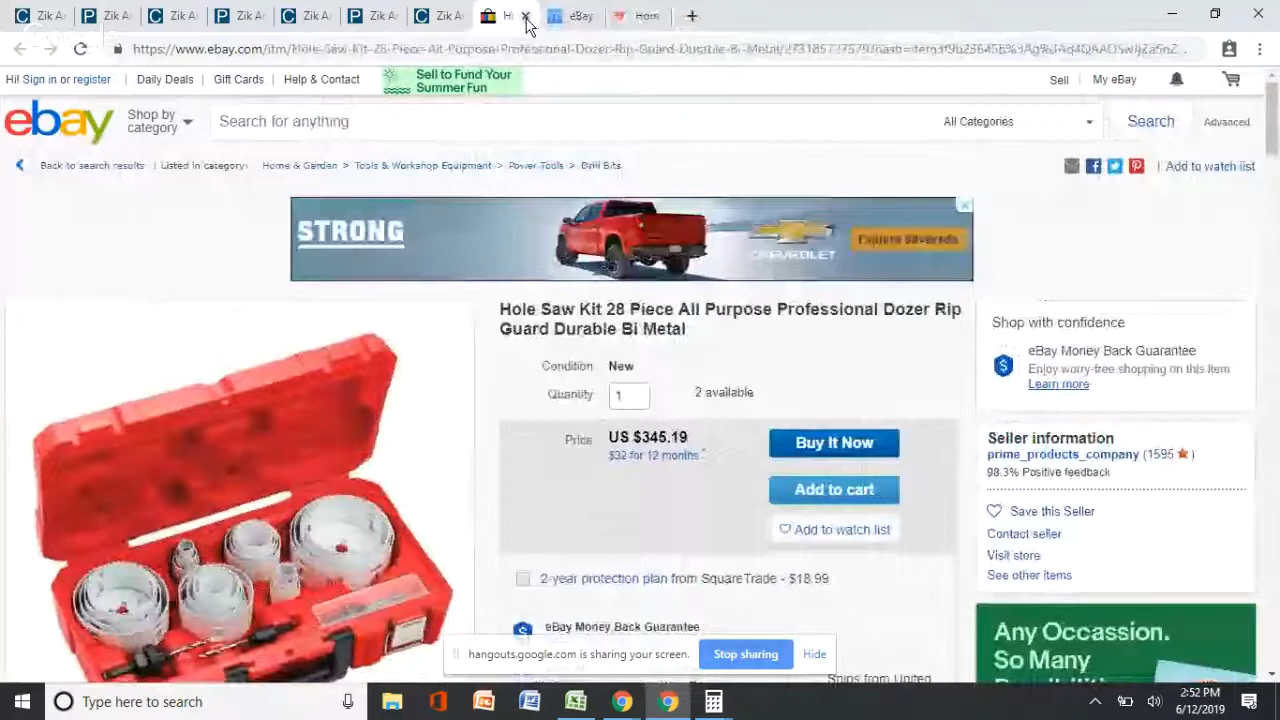 Zik A
Zik A
Zik A
Zik A
Zik A
Zik A
Zik A
H
eBay
Hom
https://www.ebay.com/itm/Hole-Saw-Kit-28-Piece-All-Purpose-Professional-Dozer-Rip-Guard-Durable-Bi-Metal/
Hi! Sign in or register
Daily Deals
Gift Cards
Help & Contact
Sell to Fund Your
Summer Fun
Sell
My eBay
ebay
Shop by
category
Search for anything
All Categories
Search
Advanced
Back to search results
Listed in category:
Home & Garden > Tools & Workshop Equipment > Power Tools > Drill Bits
Add to watch list
STRONG
CHEVROLET
Explore Silverado
Hole Saw Kit 28 Piece All Purpose Professional Dozer Rip
Guard Durable Bi Metal
Condition New
Quantity 1 2 available
Price US $345.19
$32 for 12 months
Buy It Now
Add to cart
Add to watch list
2-year protection plan from SquareTrade - $18.99
eBay Money Back Guarantee
Ships from United
Shop with confidence
eBay Money Back Guarantee
Enjoy worry-free shopping on this item
Learn more
Seller information
prime_products_company (1595 )
98.3% Positive feedback
Save this Seller
Contact seller
Visit store
See other items
Any Occassion.
So Many
hangouts.google.com is sharing your screen.
Stop sharing
Hide
Type here to search
2:52 PM
6/12/2019